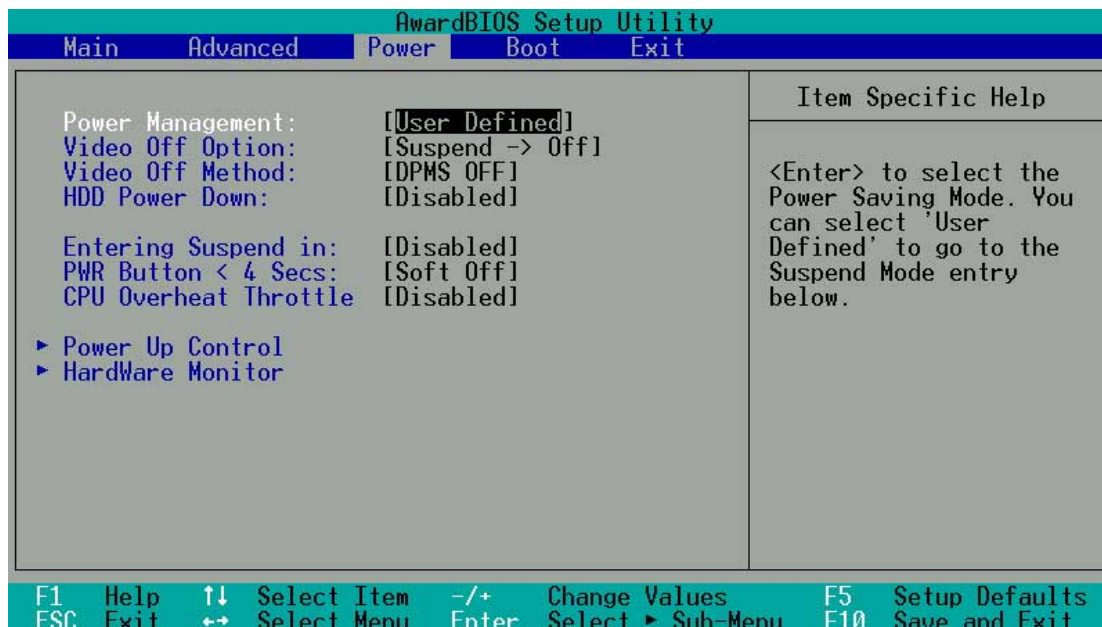 AwardBIOS Setup Utility
Main Advanced Power Boot Exit
Power Management: [User Defined]
Video Off Option: [Suspend -> Off]
Video Off Method: [DPMS OFF]
HDD Power Down: [Disabled]
Entering Suspend in: [Disabled]
PWR Button < 4 Secs: [Soft Off]
CPU Overheat Throttle [Disabled]
► Power Up Control
► HardWare Monitor
Item Specific Help
<Enter> to select the
Power Saving Mode. You
can select 'User
Defined' to go to the
Suspend Mode entry
below.
F1 Help ↑↓ Select Item -/+ Change Values F5 Setup Defaults
ESC Exit ←→ Select Menu Enter Select ► Sub-Menu F10 Save and Exit